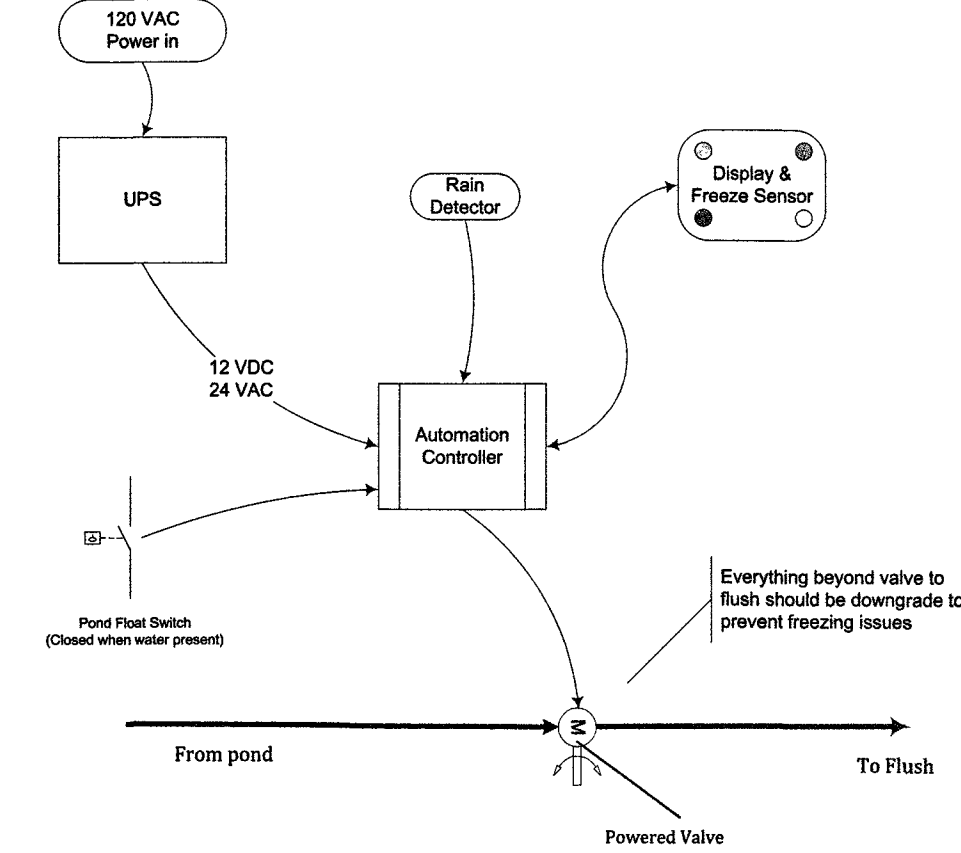 120 VAC
Power in
UPS
Rain
Detector
Display &
Freeze Sensor
12 VDC
24 VAC
Automation
Controller
Pond Float Switch
(Closed when water present)
Everything beyond valve to
flush should be downgrade to
prevent freezing issues
M
From pond
To Flush
Powered Valve